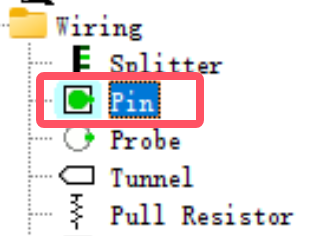 Wiring
Splitter
Pin
Probe
Tunnel
Pull Resistor